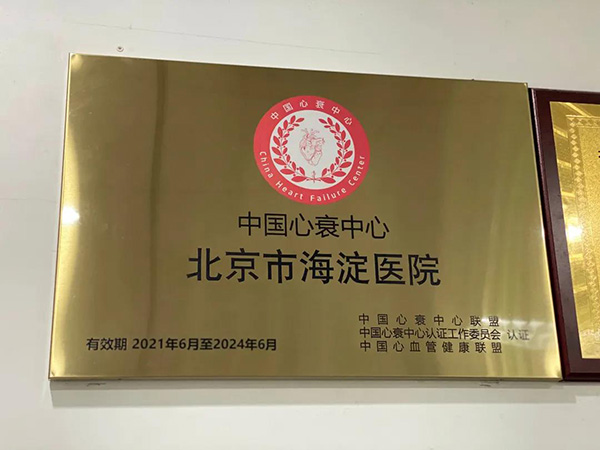 中国心衰中心
China Heart Failure Center
中国心衰中心
北京市海淀医院
中国心衰中心联盟
中国心衰中心认证工作委员会 认证
中国心血管健康联盟
有效期 2021年6月至2024年6月